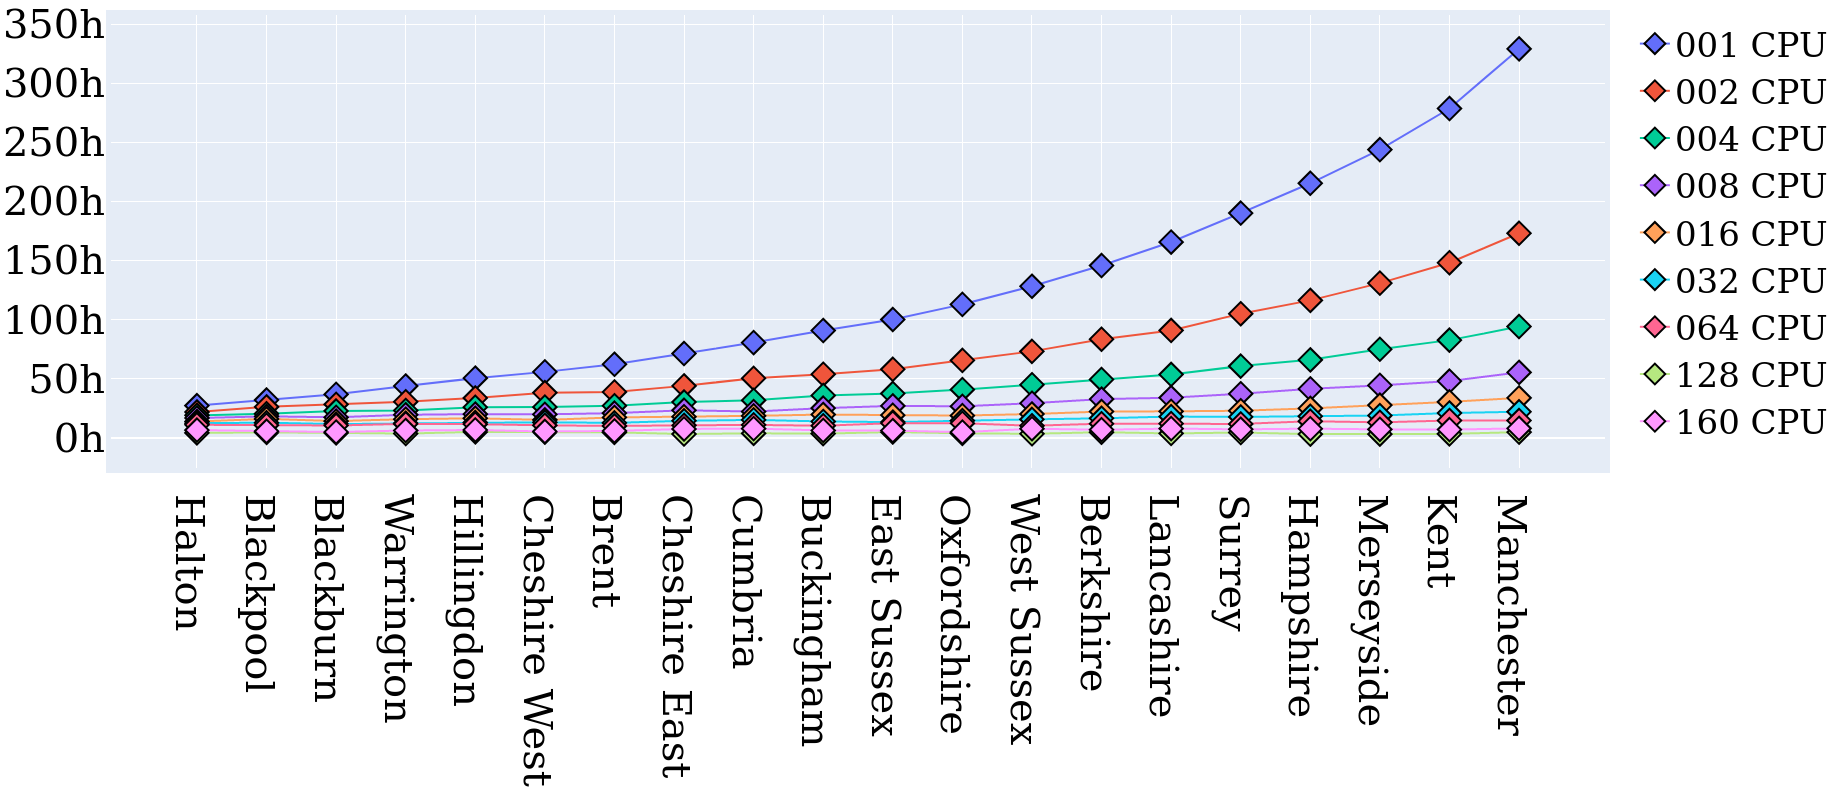 350h
300h
250h
200h
150h
100h
50h
0h
Halton
Blackpool
Blackburn
Warrington
Hillingdon
Cheshire West
Brent
Cheshire East
Cumbria
Buckingham
East Sussex
Oxfordshire
West Sussex
Berkshire
Lancashire
Surrey
Hampshire
Merseyside
Kent
Manchester
001 CPU
002 CPU
004 CPU
008 CPU
016 CPU
032 CPU
064 CPU
128 CPU
160 CPU